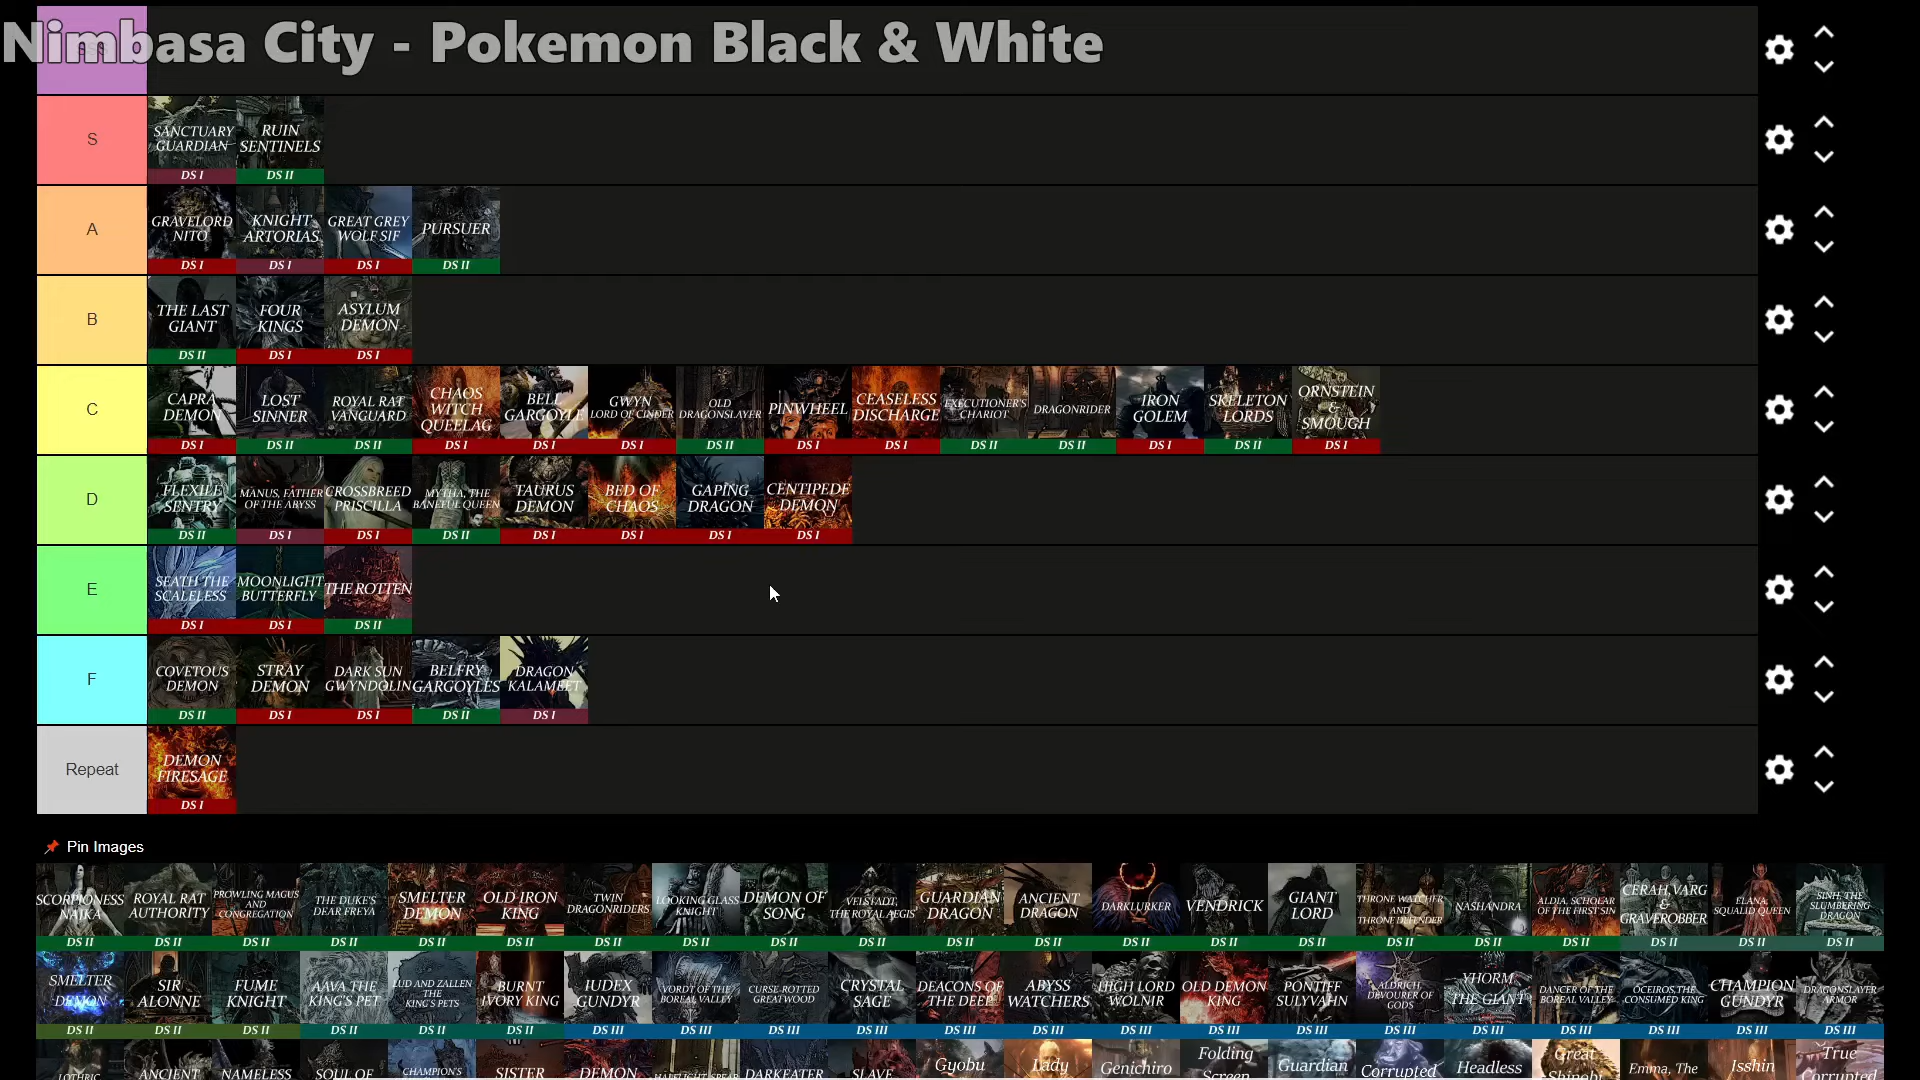 Nimbasa City - Pokemon Black & White
S
SANCTUARY GUARDIAN
DS I
RUIN SENTINELS
DS II
A
GRAVELORD NITO
DS I
KNIGHT ARTORIAS
DS I
GREAT GREY WOLF SIF
DS I
PURSUER
DS II
B
THE LAST GIANT
DS II
FOUR KINGS
DS I
ASYLUM DEMON
DS I
C
CAPRA DEMON
DS I
LOST SINNER
DS II
ROYAL RAT VANGUARD
DS II
CHAOS WITCH QUEELAG
DS I
BELL GARGOYLE
DS I
GWYN LORD OF CINDER
DS I
OLD DRAGONSLAYER
DS II
PINWHEEL
DS I
CEASELESS DISCHARGE
DS I
EXECUTIONER'S CHARIOT
DS II
DRAGONRIDER
DS II
IRON GOLEM
DS I
SKELETON LORDS
DS II
ORNSTEIN & SMOUGH
DS I
D
FLEXILE SENTRY
DS II
MANUS, FATHER OF THE ABYSS
DS I
CROSSBREED PRISCILLA
DS I
MYTHA, THE BANEFUL QUEEN
DS II
TAURUS DEMON
DS I
BED OF CHAOS
DS I
GAPING DRAGON
DS I
CENTIPEDE DEMON
DS I
E
SEATH THE SCALELESS
DS I
MOONLIGHT BUTTERFLY
DS I
THE ROTTEN
DS II
F
COVETOUS DEMON
DS II
STRAY DEMON
DS I
DARK SUN GWYNDOLIN
DS I
BELFRY GARGOYLES
DS II
DRAGON KALAMEET
DS I
Repeat
DEMON FIRESAGE
DS I
Pin Images
SCORPIONESS NAJKA
DS II
ROYAL RAT AUTHORITY
DS II
PROWLING MAGUS AND CONGREGATION
DS II
THE DUKE'S DEAR FREYA
DS II
SMELTER DEMON
DS II
OLD IRON KING
DS II
TWIN DRAGONRIDERS
DS II
LOOKING GLASS KNIGHT
DS II
DEMON OF SONG
DS II
VELSTADT, THE ROYAL AEGIS
DS II
GUARDIAN DRAGON
DS II
ANCIENT DRAGON
DS II
DARKLURKER
DS II
VENDRICK
DS II
GIANT LORD
DS II
THRONE WATCHER AND THRONE DEFENDER
DS II
NASHANDRA
DS II
ALDIA, SCHOLAR OF THE FIRST SIN
DS II
CERAH, VARG & GRAVEROBBER
DS II
ELANA, SQUALID QUEEN
DS II
SINH, THE SLUMBERING DRAGON
DS II
SMELTER DEMON
DS II
SIR ALONNE
DS II
FUME KNIGHT
DS II
AAVA THE KING'S PET
DS II
LUD AND ZALLEN THE KING'S PETS
DS II
BURNT IVORY KING
DS II
IUDEX GUNDYR
DS III
VORDT OF THE BOREAL VALLEY
DS III
CURSE-ROTTED GREATWOOD
DS III
CRYSTAL SAGE
DS III
DEACONS OF THE DEEP
DS III
ABYSS WATCHERS
DS III
HIGH LORD WOLNIR
DS III
OLD DEMON KING
DS III
PONTIFF SULYVAHN
DS III
ALDRICH, DEVOURER OF GODS
DS III
YHORM THE GIANT
DS III
DANCER OF THE BOREAL VALLEY
DS III
OCEIROS, THE CONSUMED KING
DS III
CHAMPION GUNDYR
DS III
DRAGONSLAYER ARMOR
DS III
LOTHRIC
ANCIENT
NAMELESS
SOUL OF
CHAMPION'S
SISTER
DEMON
HALFLIGHT, SPEAR
DARKEATER
SLAVE
Gyobu
Lady
Genichiro
Folding Screen
Guardian
Corrupted
Headless
Great Shinobi
Emma, The
Isshin
True Corrupted